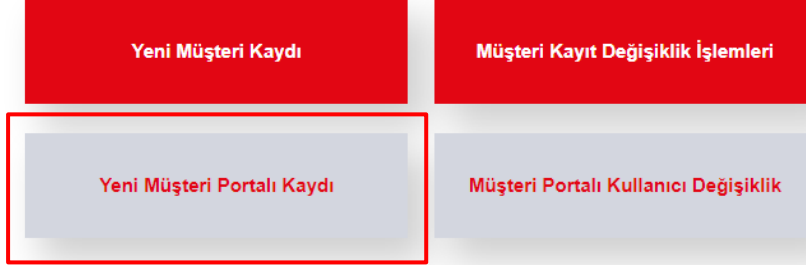 Yeni Müşteri Kaydı
Müşteri Kayıt Değişiklik İşlemleri
Yeni Müşteri Portalı Kaydı
Müşteri Portalı Kullanıcı Değişiklik